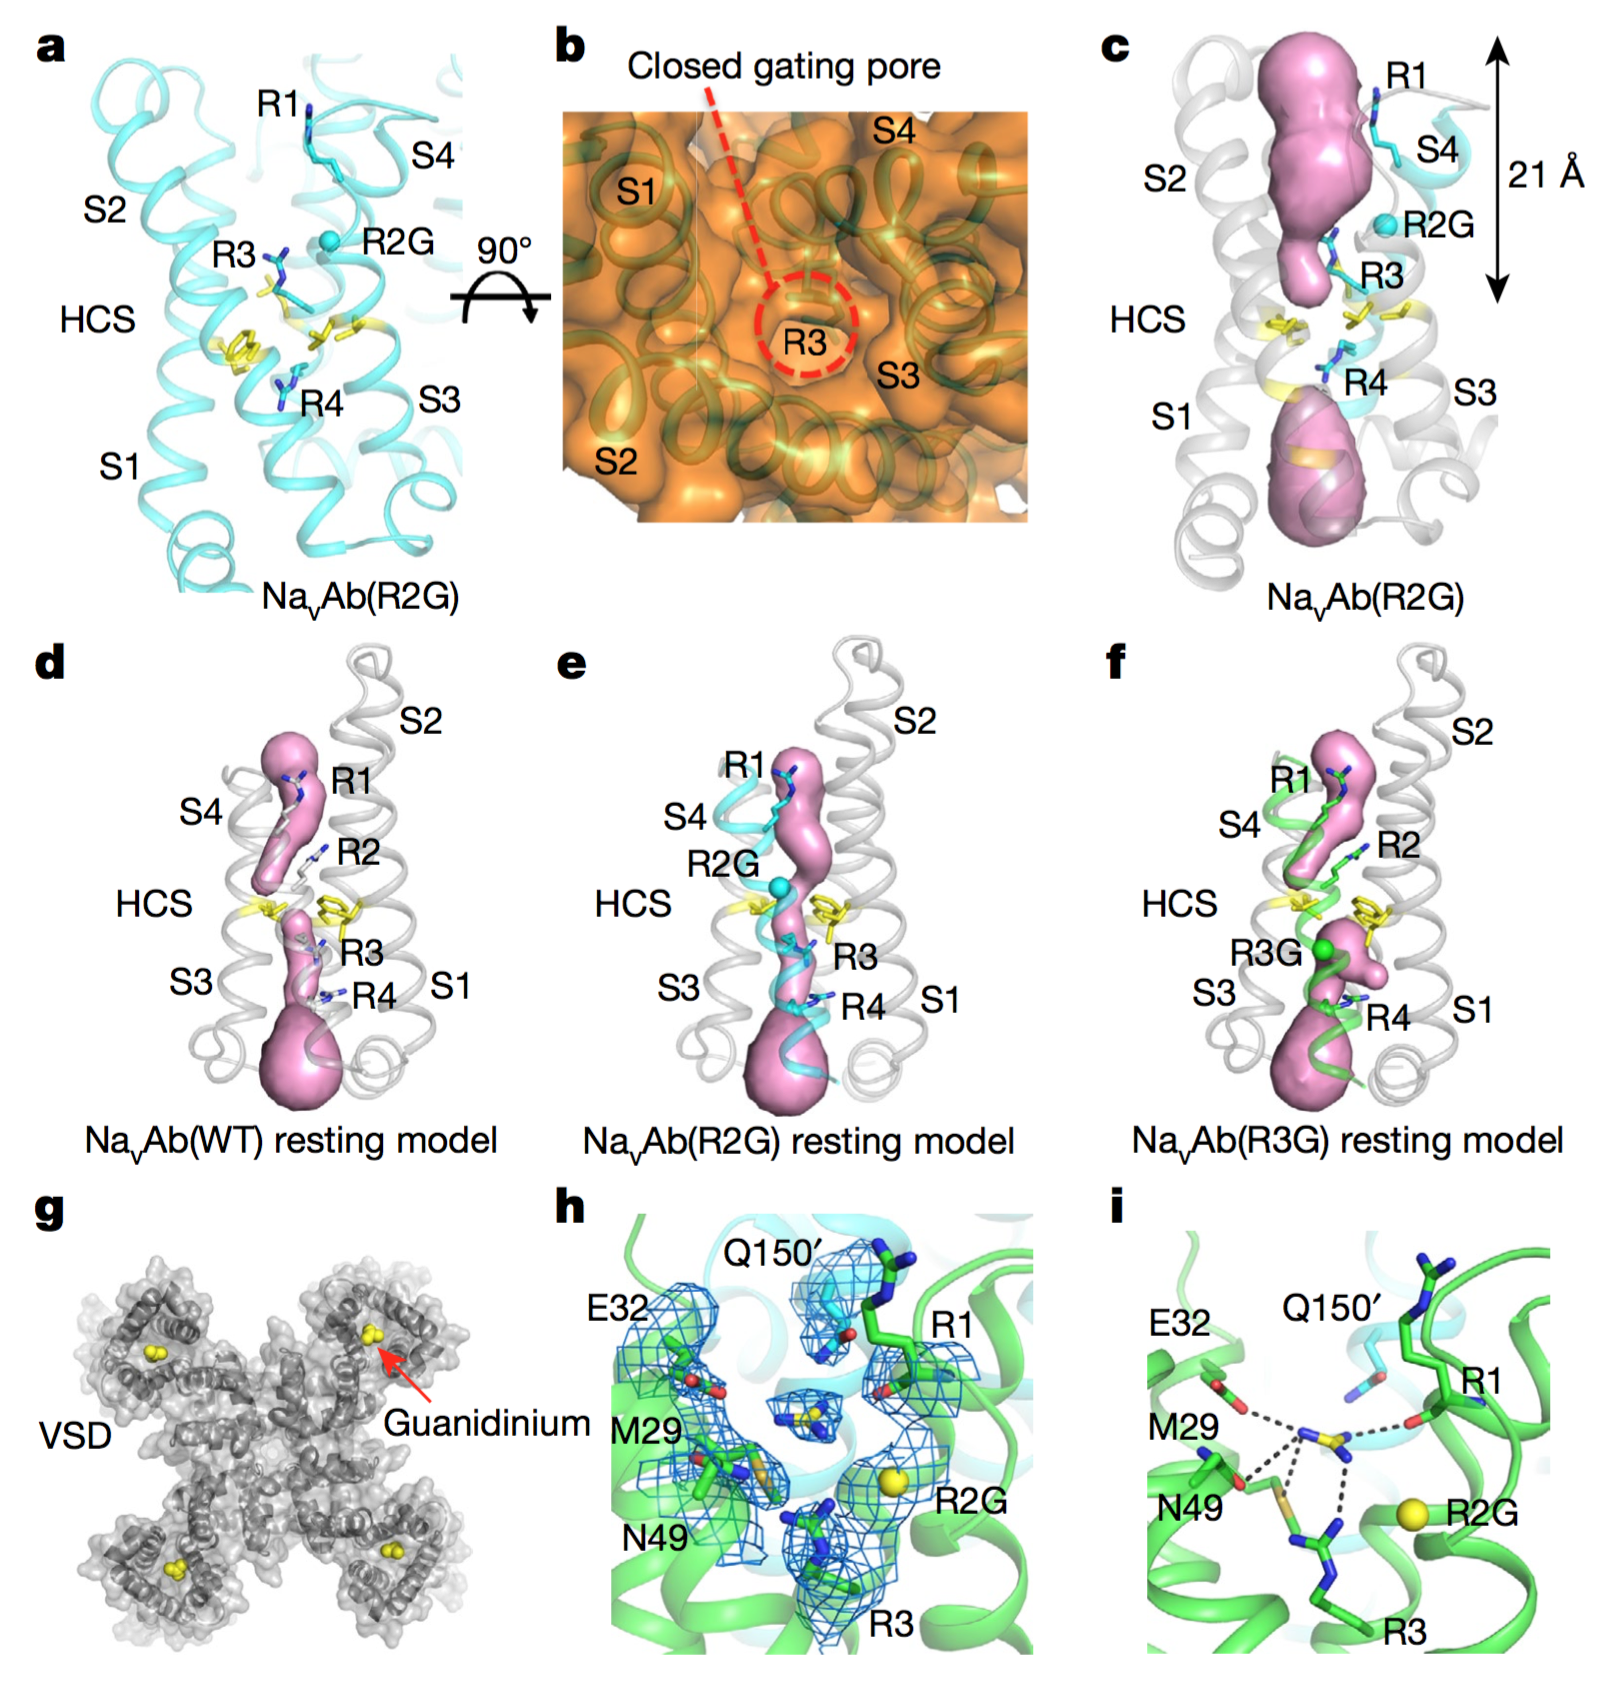 a
R1
S4
S2
R2G
R3
HCS
R4
S3
S1
NaᵥAb(R2G)
90°
b
Closed gating pore
S4
S1
R3
S3
S2
c
R1
S4
S2
21 Å
R2G
R3
HCS
R4
S3
S1
NaᵥAb(R2G)
d
S2
R1
S4
R2
HCS
R3
S3
R4
S1
NaᵥAb(WT) resting model
e
S2
R1
S4
R2G
HCS
R3
S3
R4
S1
NaᵥAb(R2G) resting model
f
S2
R1
S4
R2
HCS
R3G
S3
R4
S1
NaᵥAb(R3G) resting model
g
VSD
Guanidinium
h
Q150′
E32
R1
M29
R2G
N49
R3
i
Q150′
E32
R1
M29
N49
R2G
R3